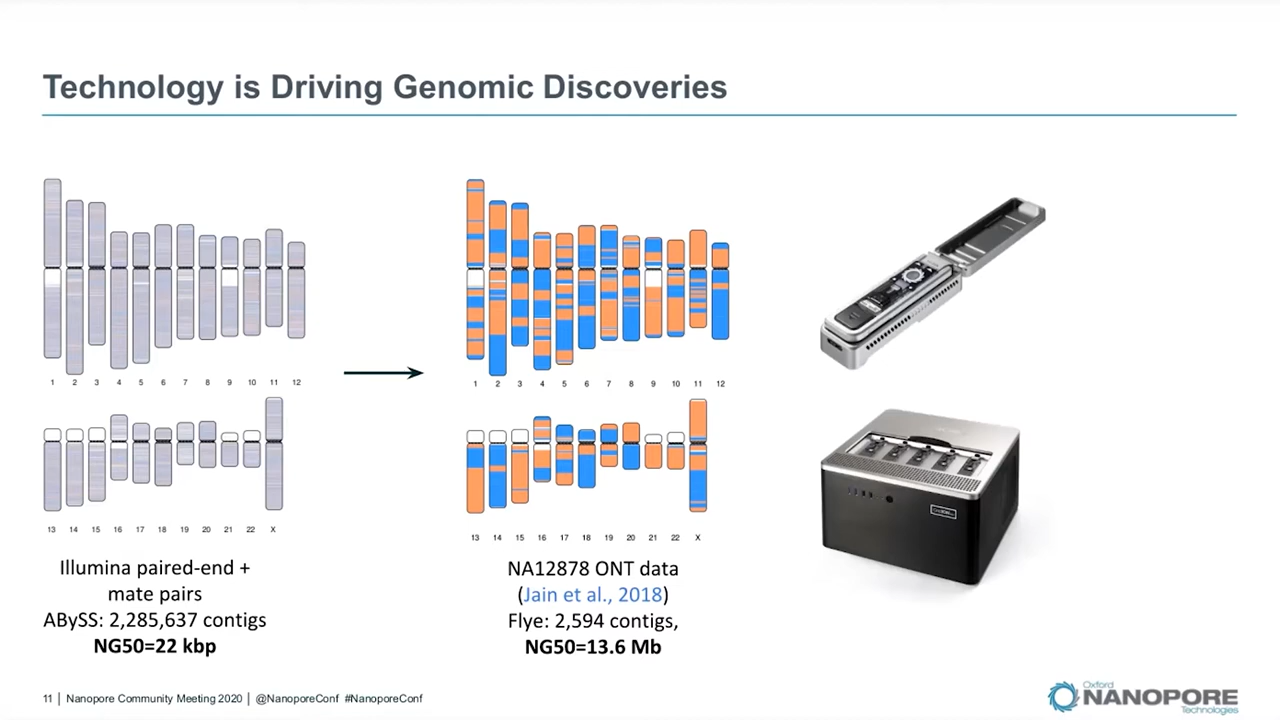 Technology is Driving Genomic Discoveries
1 2 3 4 5 6 7 8 9 10 11 12
13 14 15 16 17 18 19 20 21 22 X
Illumina paired-end +
mate pairs
ABySS: 2,285,637 contigs
NG50=22 kbp
1 2 3 4 5 6 7 8 9 10 11 12
13 14 15 16 17 18 19 20 21 22 X
NA12878 ONT data
(Jain et al., 2018)
Flye: 2,594 contigs,
NG50=13.6 Mb
11 | Nanopore Community Meeting 2020 | @NanoporeConf #NanoporeConf
Oxford
NANOPORE
Technologies